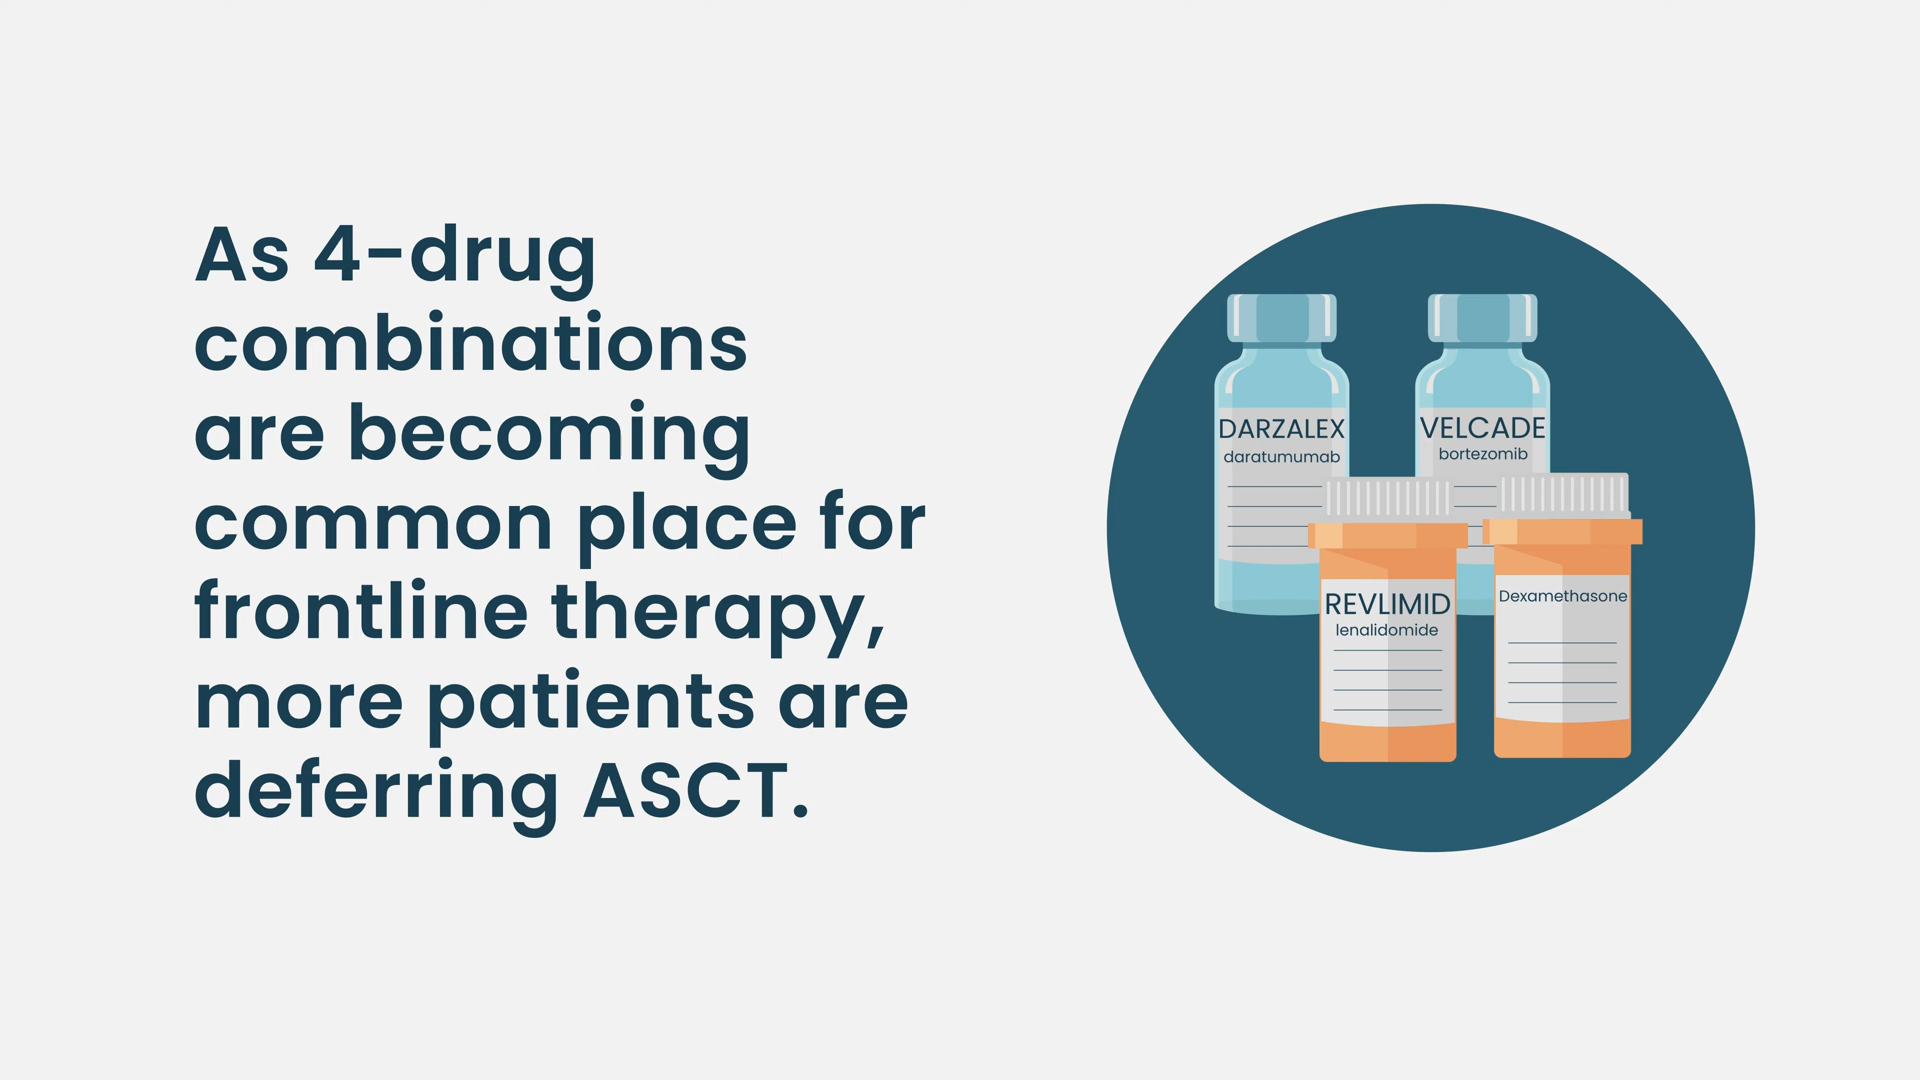 As 4-drug
combinations
are becoming
common place for
frontline therapy,
more patients are
deferring ASCT.
DARZALEX
daratumumab
VELCADE
bortezomib
REVLIMID
lenalidomide
Dexamethasone